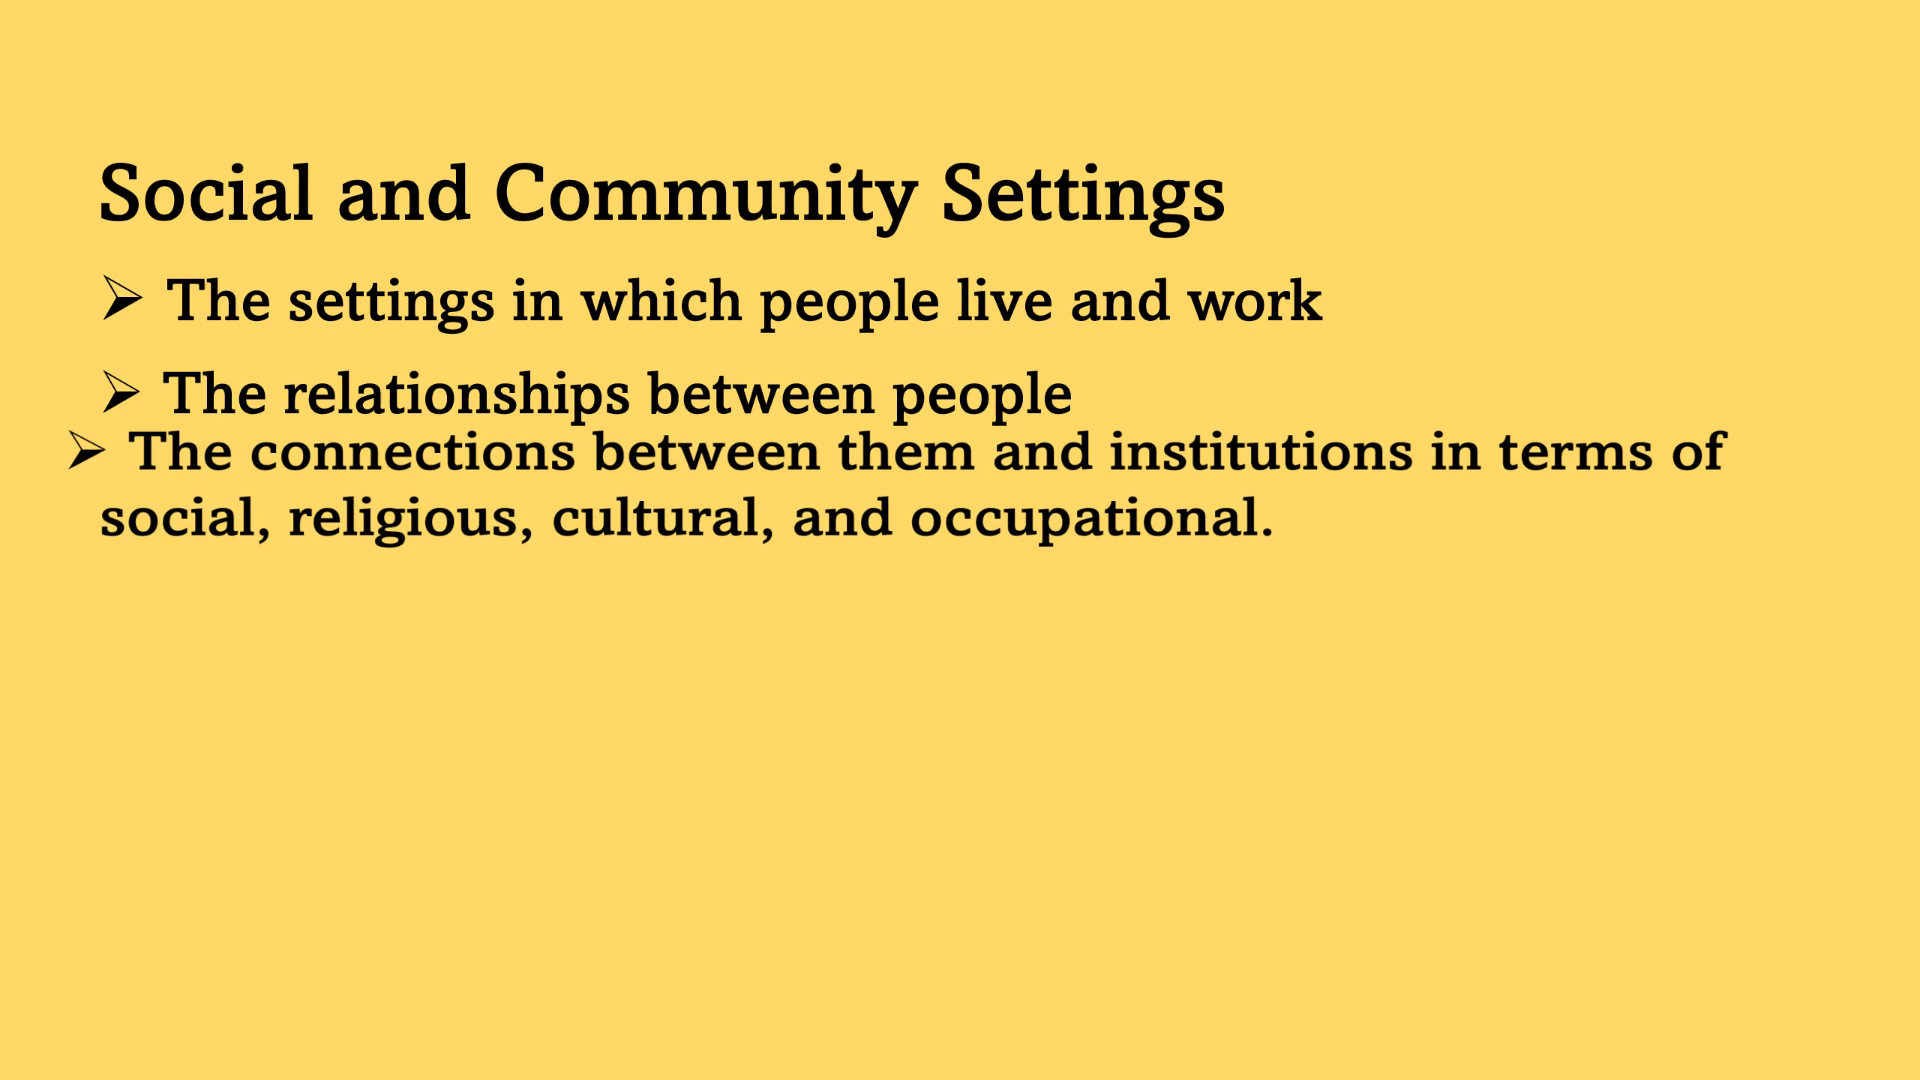 Social and Community Settings
➢ The settings in which people live and work
➢ The relationships between people
➢ The connections between them and institutions in terms of
social, religious, cultural, and occupational.